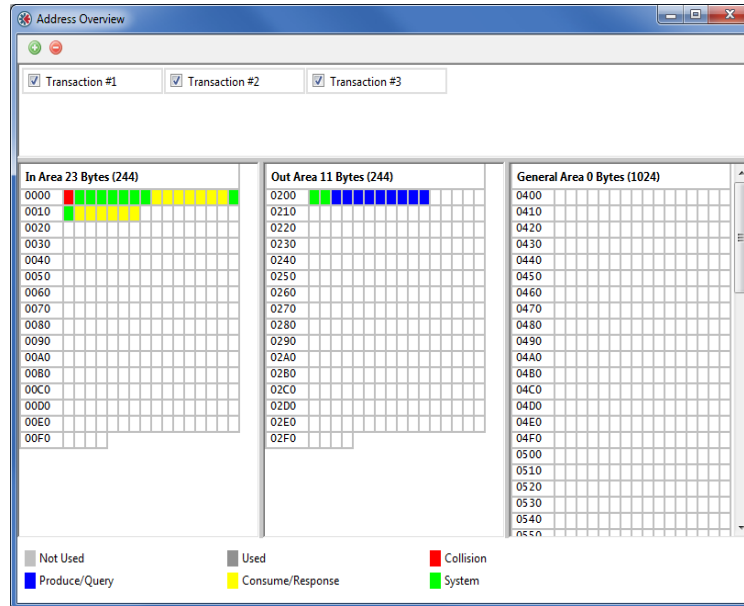 Address Overview
Transaction #1 Transaction #2 Transaction #3
In Area 23 Bytes (244)
0000
0010
0020
0030
0040
0050
0060
0070
0080
0090
00A0
00B0
00C0
00D0
00E0
00F0
Out Area 11 Bytes (244)
0200
0210
0220
0230
0240
0250
0260
0270
0280
0290
02A0
02B0
02C0
02D0
02E0
02F0
General Area 0 Bytes (1024)
0400
0410
0420
0430
0440
0450
0460
0470
0480
0490
04A0
04B0
04C0
04D0
04E0
04F0
0500
0510
0520
0530
0540
0550
Not Used Used Collision
Produce/Query Consume/Response System